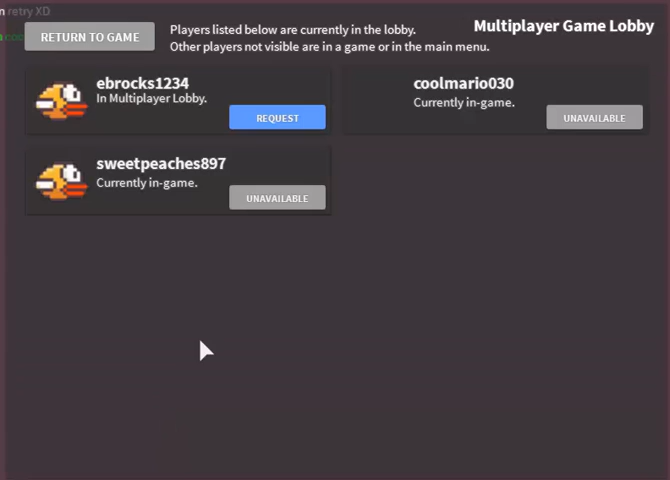 n retry XD
RETURN TO GAME
Players listed below are currently in the lobby.
Other players not visible are in a game or in the main menu.
Multiplayer Game Lobby
ebrocks1234
In Multiplayer Lobby.
REQUEST
coolmario030
Currently in-game.
UNAVAILABLE
sweetpeaches897
Currently in-game.
UNAVAILABLE